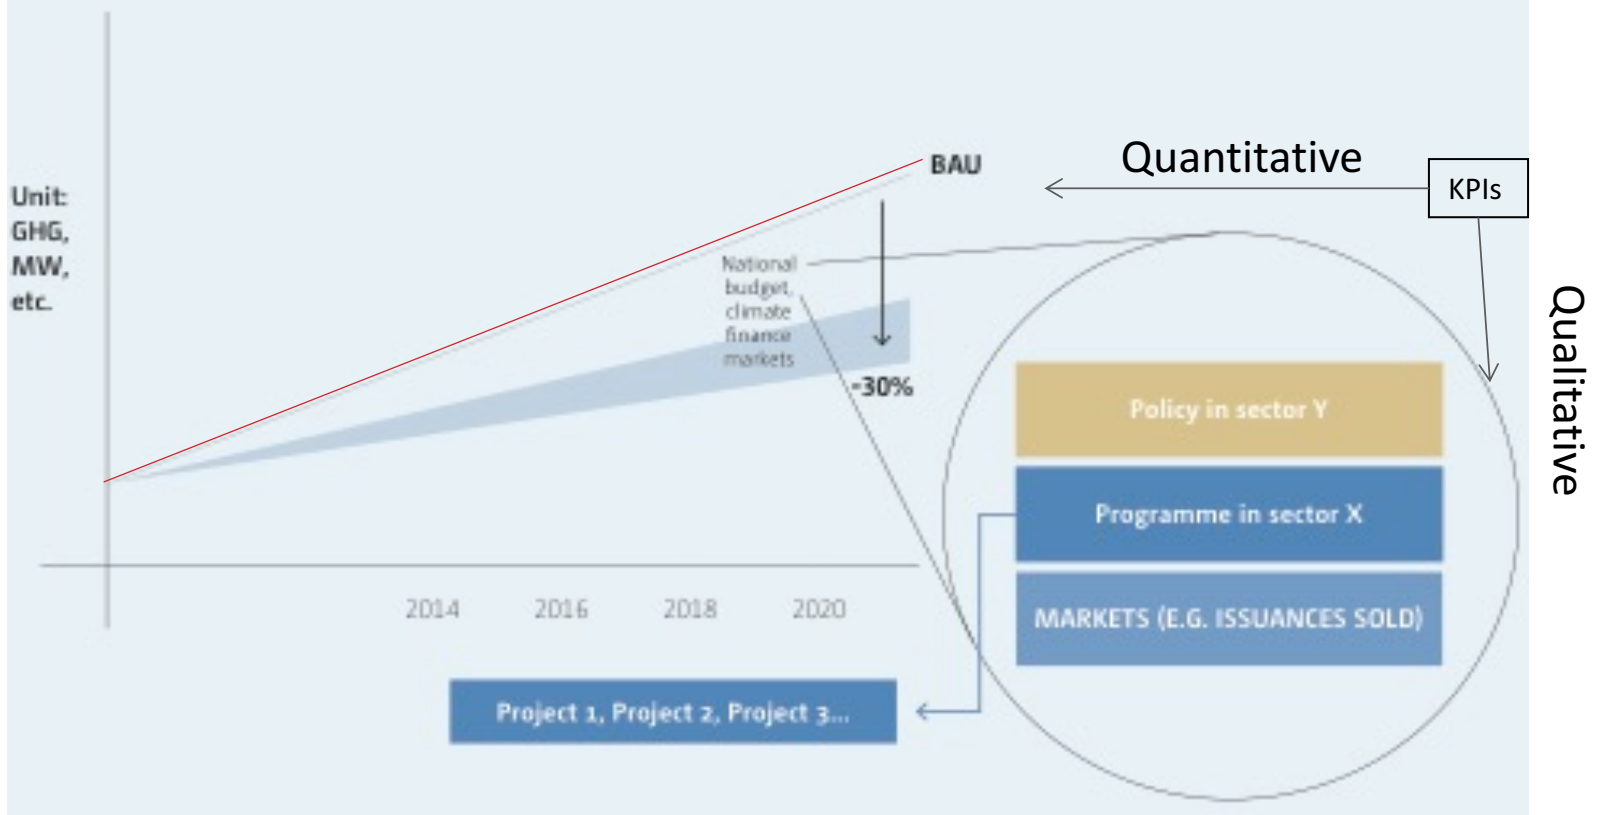 Unit:
GHG,
MW,
etc.
BAU
Quantitative
KPIs
National
budget,
climate
finance
markets
-30%
Qualitative
Policy in sector Y
Programme in sector X
MARKETS (E.G. ISSUANCES SOLD)
2014 2016 2018 2020
Project 1, Project 2, Project 3...